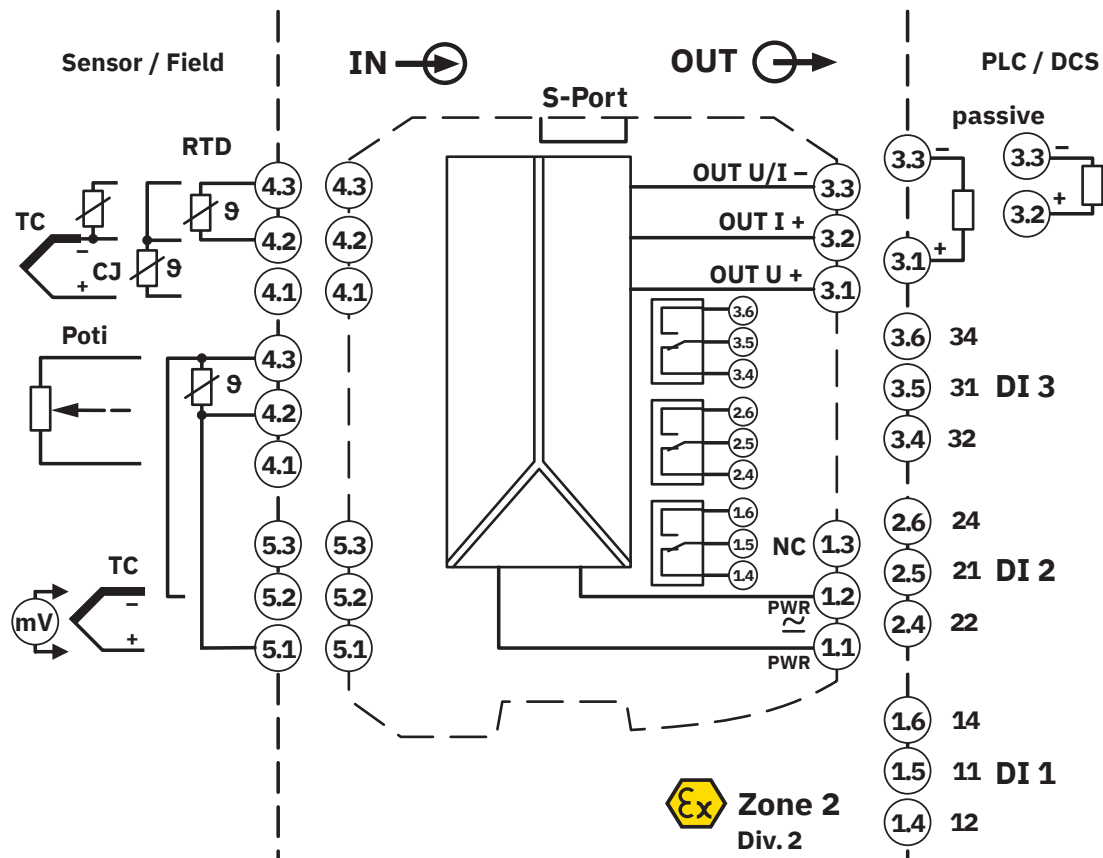 Sensor / Field
IN
OUT
PLC / DCS
S-Port
passive
RTD
TC
ϑ
CJ
ϑ
−
+
4.3
4.2
4.1
4.3
4.2
4.1
Poti
4.3
ϑ
4.2
4.1
5.3
5.2
5.1
TC
mV
−
+
5.3
5.2
5.1
OUT U/I −
3.3
OUT I +
3.2
OUT U +
3.1
3.6
3.5
3.4
2.6
2.5
2.4
1.6
1.5
1.4
NC
1.3
1.2
PWR
1.1
PWR
3.3
−
3.1
+
3.3
−
3.2
+
3.6 34
3.5 31 DI 3
3.4 32
2.6 24
2.5 21 DI 2
2.4 22
1.6 14
1.5 11 DI 1
1.4 12
Ex
Zone 2
Div. 2